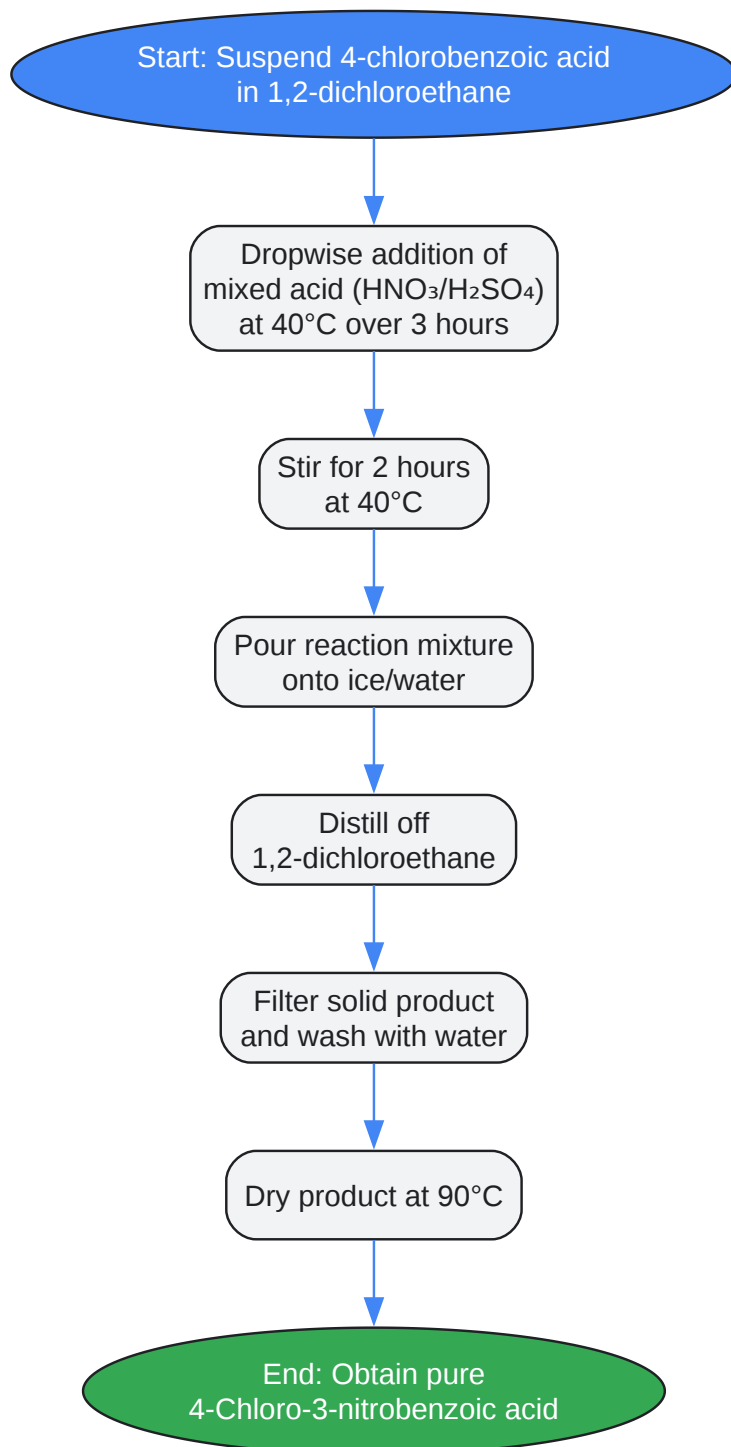 Start: Suspend 4-chlorobenzoic acid
in 1,2-dichloroethane
Dropwise addition of
mixed acid (HNO₃/H₂SO₄)
at 40°C over 3 hours
Stir for 2 hours
at 40°C
Pour reaction mixture
onto ice/water
Distill off
1,2-dichloroethane
Filter solid product
and wash with water
Dry product at 90°C
End: Obtain pure
4-Chloro-3-nitrobenzoic acid